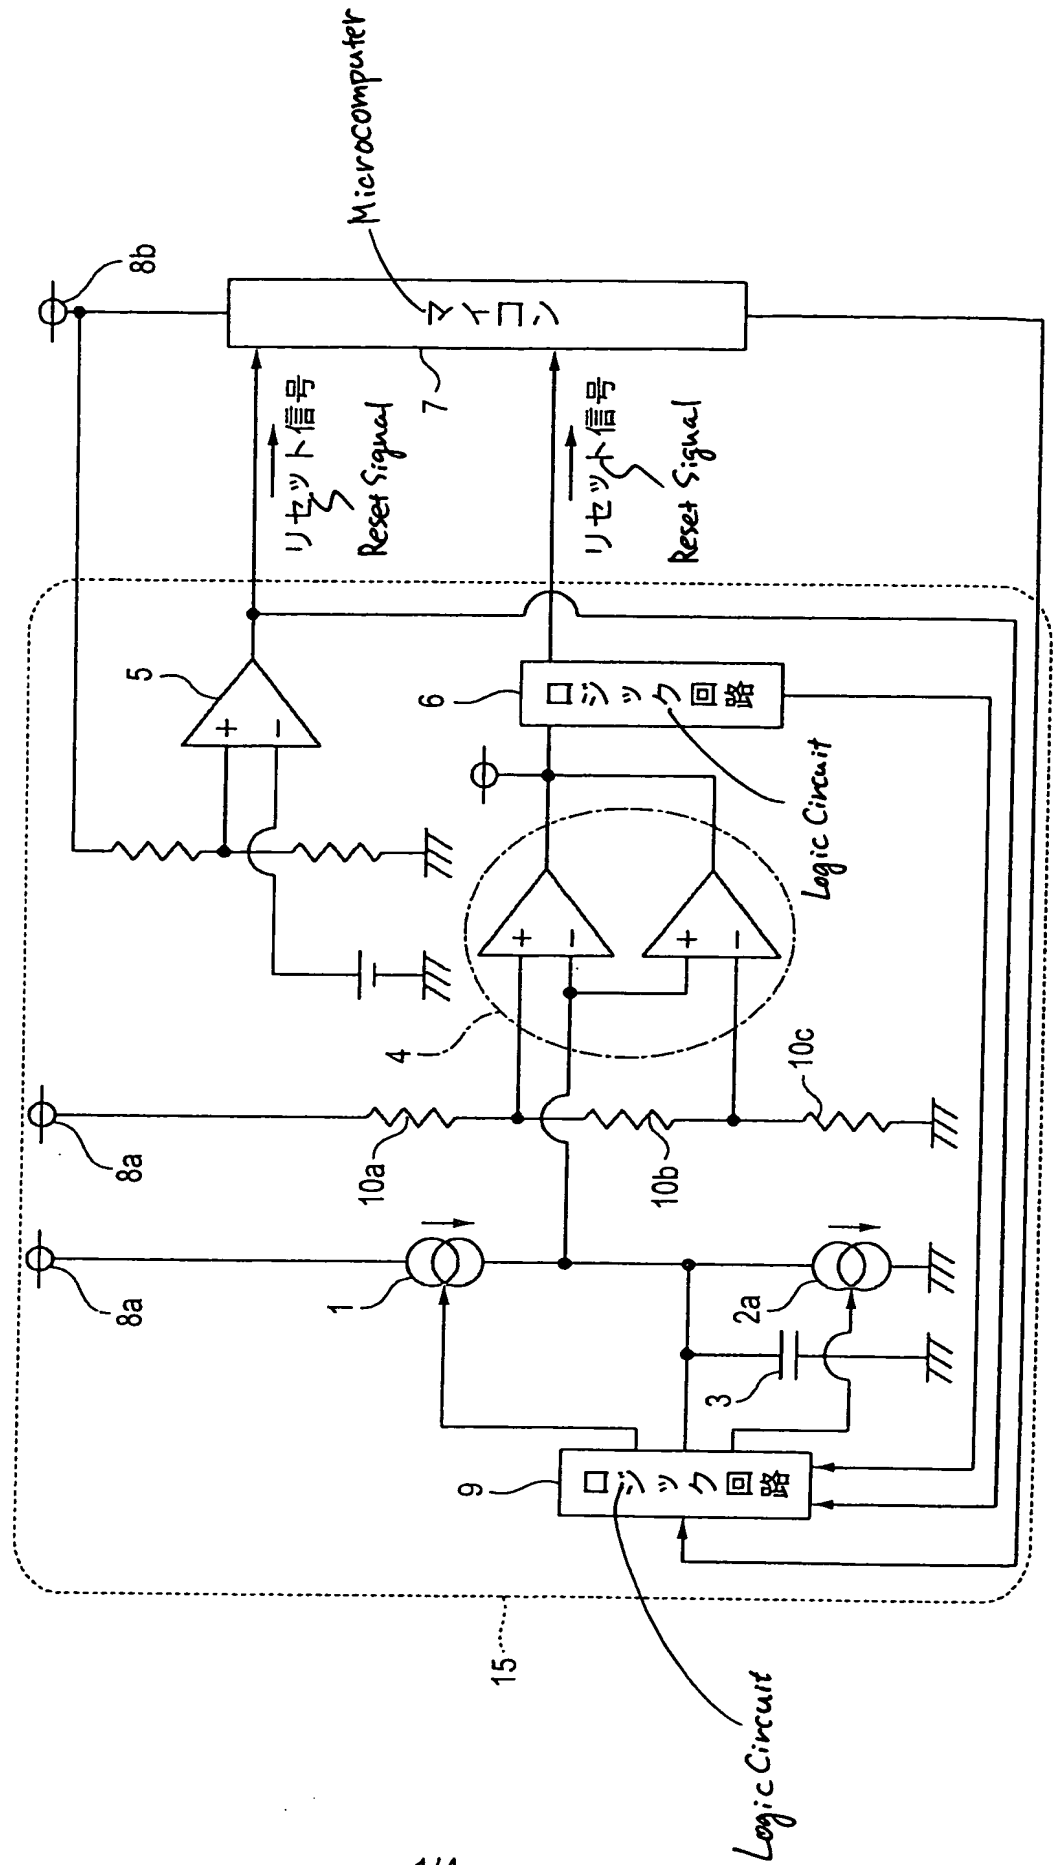 8b
Microcomputer
マイコン
7
リセット信号
Reset Signal
リセット信号
Reset Signal
5
+
−
6
ロジック回路
Logic Circuit
4
+
−
+
−
8a
10a
10b
10c
8a
1
2a
3
9
ロジック回路
Logic Circuit
15